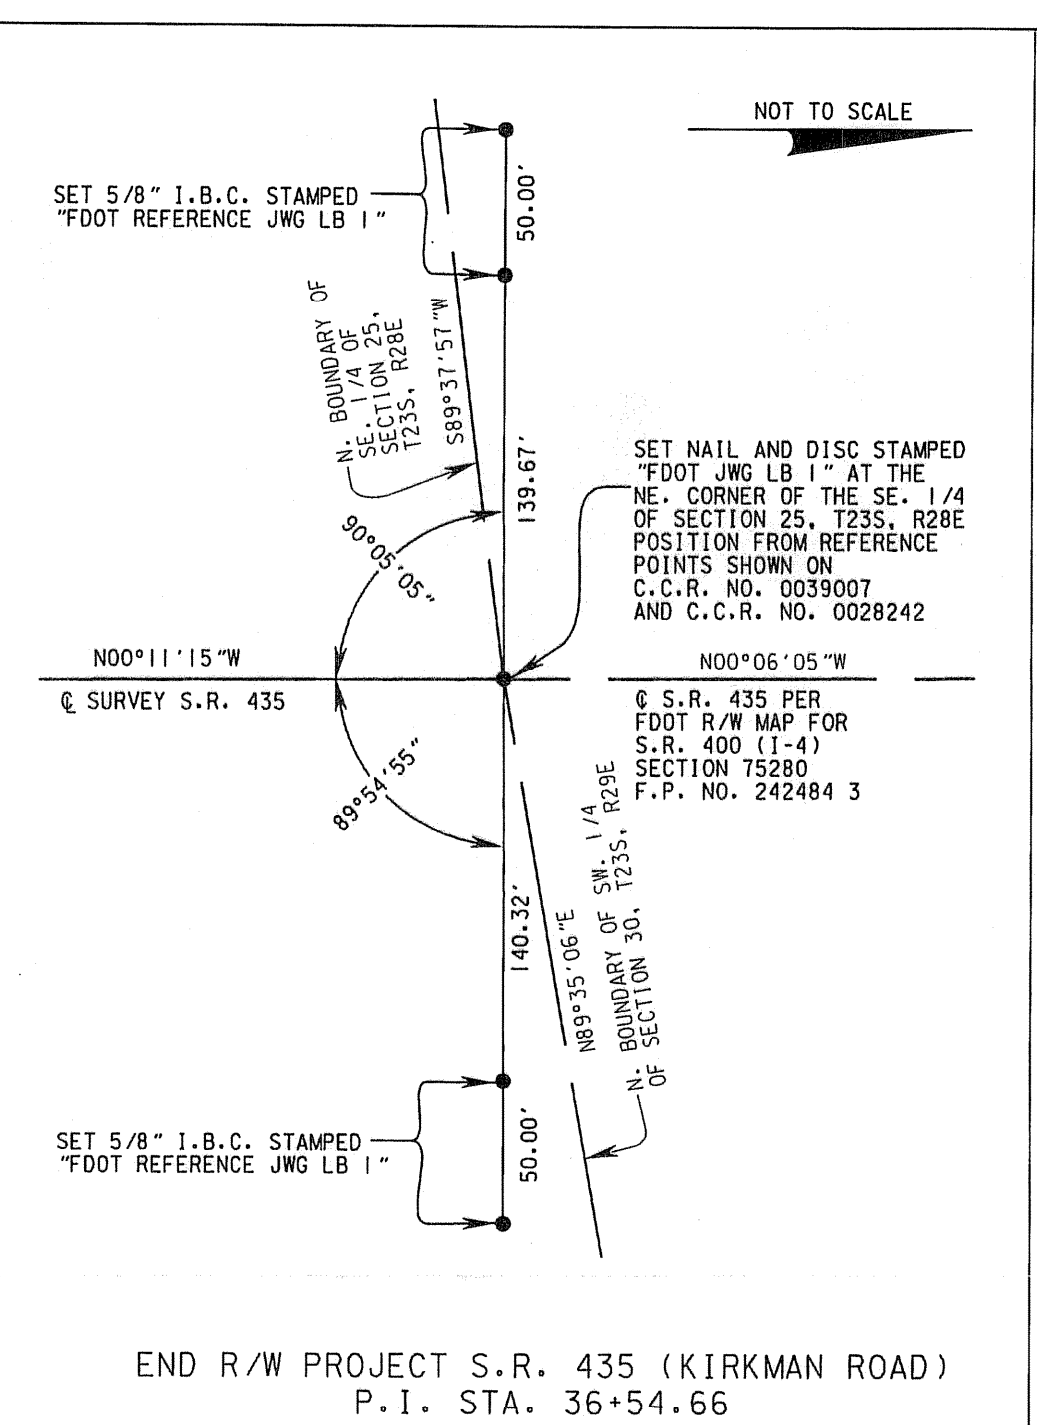 NOT TO SCALE
SET 5/8" I.B.C. STAMPED
"FDOT REFERENCE JWG LB 1"
50.00'
N. BOUNDARY OF
SE. 1/4 OF
SECTION 25,
T23S, R28E
S89°37'57"W
139.67'
SET NAIL AND DISC STAMPED
"FDOT JWG LB 1" AT THE
NE. CORNER OF THE SE. 1/4
OF SECTION 25, T23S, R28E
POSITION FROM REFERENCE
POINTS SHOWN ON
C.C.R. NO. 0039007
AND C.C.R. NO. 0028242
90°05'05"
N00°11'15"W
℄ SURVEY S.R. 435
N00°06'05"W
℄ S.R. 435 PER
FDOT R/W MAP FOR
S.R. 400 (I-4)
SECTION 75280
F.P. NO. 242484 3
89°54'55"
140.32'
N89°35'06"E
N. BOUNDARY OF SW. 1/4
OF SECTION 30, T23S, R29E
SET 5/8" I.B.C. STAMPED
"FDOT REFERENCE JWG LB 1"
50.00'
END R/W PROJECT S.R. 435 (KIRKMAN ROAD)
P.I. STA. 36+54.66